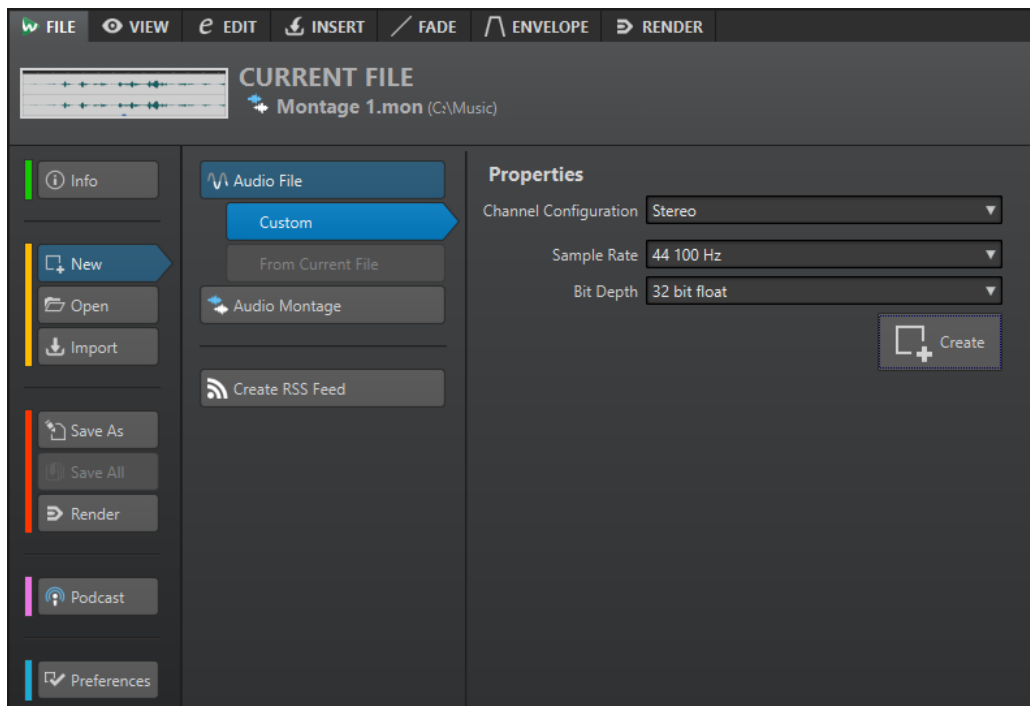 FILE VIEW EDIT INSERT FADE ENVELOPE RENDER
CURRENT FILE
Montage 1.mon (C:\Music)
Info
New
Open
Import
Save As
Save All
Render
Podcast
Preferences
Audio File
Custom
From Current File
Audio Montage
Create RSS Feed
Properties
Channel Configuration Stereo
Sample Rate 44 100 Hz
Bit Depth 32 bit float
Create